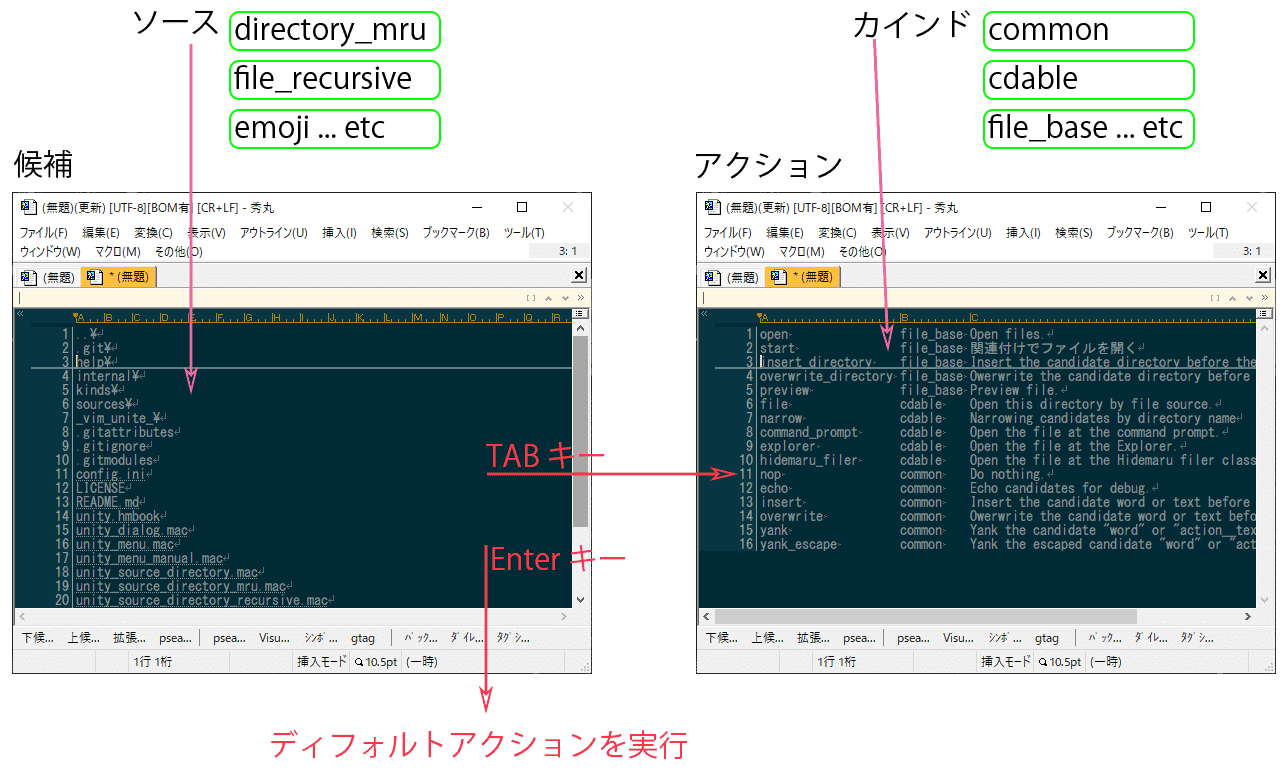 ソース
directory_mru
file_recursive
emoji ... etc
カインド
common
cdable
file_base ... etc
候補
(無題)(更新) [UTF-8][BOM有] [CR+LF] - 秀丸
ファイル(F) 編集(E) 変換(C) 表示(V) アウトライン(U) 挿入(I) 検索(S) ブックマーク(B) ツール(T)
ウィンドウ(W) マクロ(M) その他(O) 3: 1
(無題) * (無題)
A B C D E F G H I J K L M N O P Q R
1 ..¥
2 .git¥
3 help¥
4 internal¥
5 kinds¥
6 sources¥
7 _vim_unite_¥
8 .gitattributes
9 .gitignore
10 .gitmodules
11 config.ini
12 LICENSE
13 README.md
14 unity.hmbook
15 unity_dialog.mac
16 unity_menu.mac
17 unity_menu_manual.mac
18 unity_source_directory.mac
19 unity_source_directory_mru.mac
20 unity_source_directory_recursive.mac
下候... 上候... 拡張... psea... psea... Visu... ｼﾝﾎﾞ... gtag ﾊﾞｯｸ... ﾀﾞｲﾚ... ﾀｸﾞｼ...
1行 1桁 挿入モード 10.5pt (一時)
TAB キー
Enter キー
デフォルトアクションを実行
アクション
(無題)(更新) [UTF-8][BOM有] [CR+LF] - 秀丸
ファイル(F) 編集(E) 変換(C) 表示(V) アウトライン(U) 挿入(I) 検索(S) ブックマーク(B) ツール(T)
ウィンドウ(W) マクロ(M) その他(O) 3: 1
(無題) * (無題)
A B C
1 open file_base Open files.
2 start file_base 関連付けでファイルを開く
3 insert_directory file_base Insert the candidate directory before the
4 overwrite_directory file_base Owerwrite the candidate directory before
5 preview file_base Preview file.
6 file cdable Open this directory by file source.
7 narrow cdable Narrowing candidates by directory name
8 command_prompt cdable Open the file at the command prompt.
9 explorer cdable Open the file at the Explorer.
10 hidemaru_filer cdable Open the file at the Hidemaru filer class
11 nop common Do nothing.
12 echo common Echo candidates for debug.
13 insert common Insert the candidate word or text before
14 overwrite common Owerwrite the candidate word or text befo
15 yank common Yank the candidate "word" or "action__tex
16 yank_escape common Yank the escaped candidate "word" or "act
下候... 上候... 拡張... psea... psea... Visu... ｼﾝﾎﾞ... gtag ﾊﾞｯｸ... ﾀﾞｲﾚ... ﾀｸﾞｼ...
1行 1桁 挿入モード 10.5pt (一時)